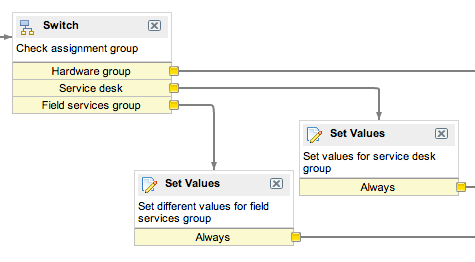 Switch
Check assignment group
Hardware group
Service desk
Field services group
Set Values
Set values for service desk
group
Always
Set Values
Set different values for field
services group
Always